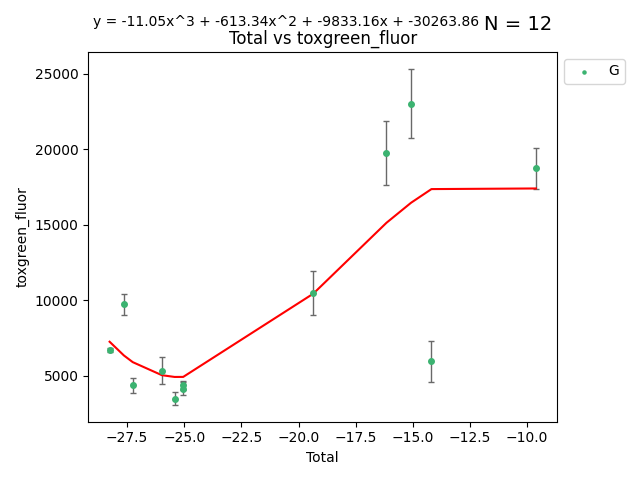 y = -11.05x^3 + -613.34x^2 + -9833.16x + -30263.86 N = 12
Total vs toxgreen_fluor
G
25000
20000
15000
10000
5000
toxgreen_fluor
−27.5 −25.0 −22.5 −20.0 −17.5 −15.0 −12.5 −10.0
Total